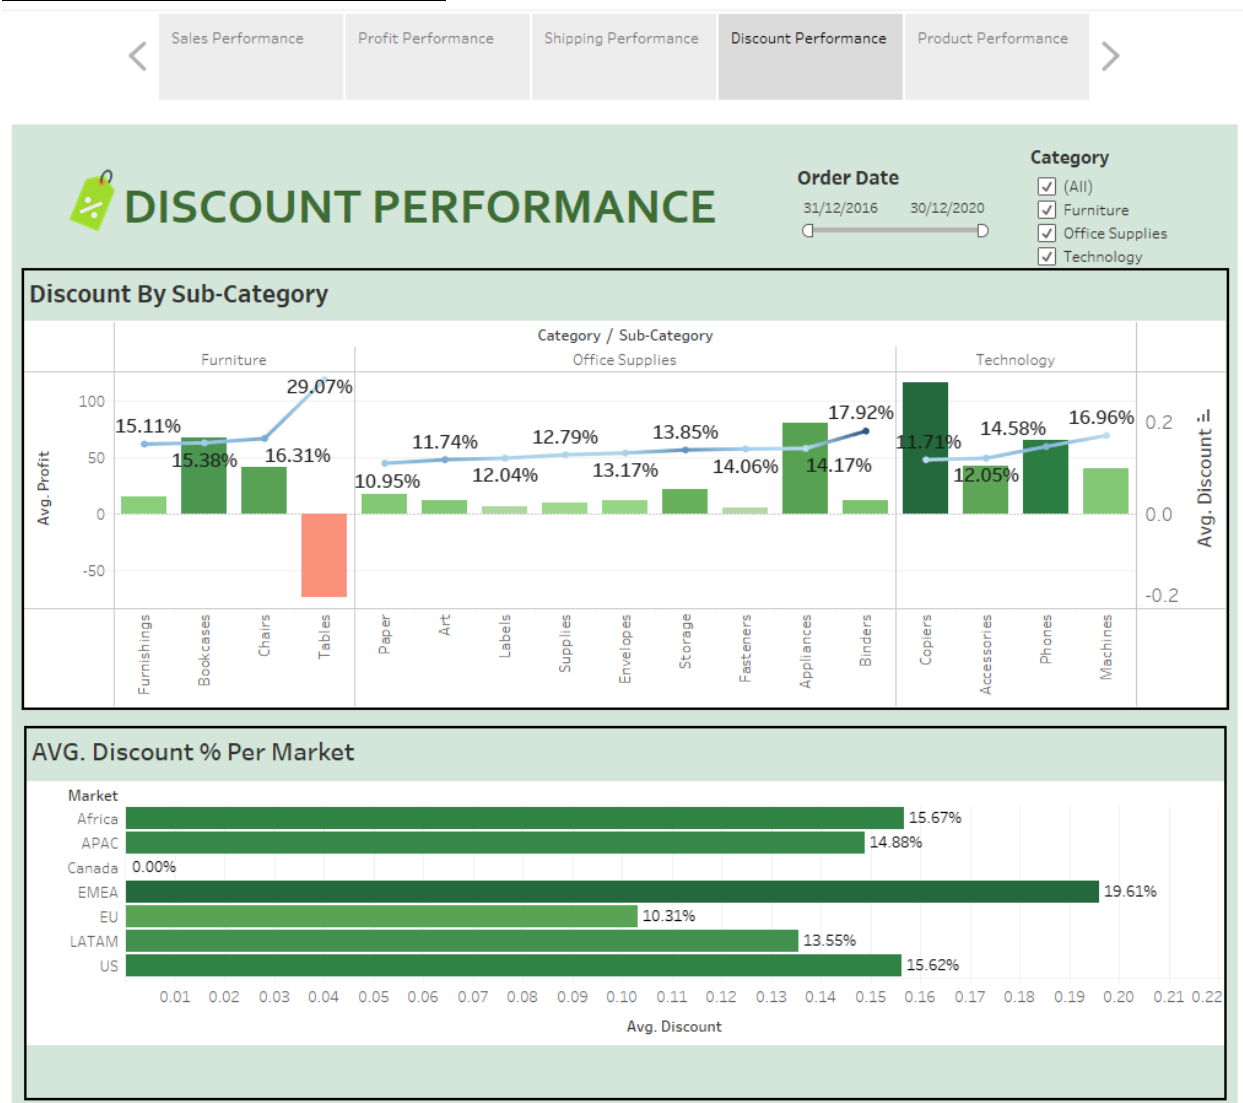 Sales Performance Profit Performance Shipping Performance Discount Performance Product Performance
DISCOUNT PERFORMANCE
Order Date
31/12/2016 30/12/2020
Category
(All)
Furniture
Office Supplies
Technology
Discount By Sub-Category
Category / Sub-Category
Furniture Office Supplies Technology
Avg. Profit
100
50
0
-50
15.11%
15.38%
16.31%
29.07%
10.95%
11.74%
12.04%
12.79%
13.17%
13.85%
14.06%
14.17%
17.92%
11.71%
12.05%
14.58%
16.96%
0.2
0.0
-0.2
Avg. Discount
Furnishings
Bookcases
Chairs
Tables
Paper
Art
Labels
Supplies
Envelopes
Storage
Fasteners
Appliances
Binders
Copiers
Accessories
Phones
Machines
AVG. Discount % Per Market
Market
Africa 15.67%
APAC 14.88%
Canada 0.00%
EMEA 19.61%
EU 10.31%
LATAM 13.55%
US 15.62%
0.01 0.02 0.03 0.04 0.05 0.06 0.07 0.08 0.09 0.10 0.11 0.12 0.13 0.14 0.15 0.16 0.17 0.18 0.19 0.20 0.21 0.22
Avg. Discount